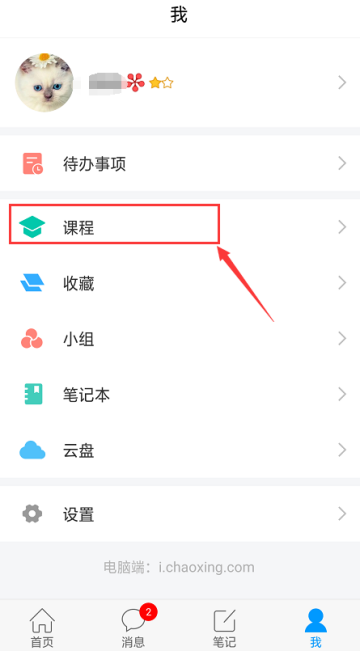 我
待办事项
课程
收藏
小组
笔记本
云盘
设置
电脑端：i.chaoxing.com
2
首页
消息
笔记
我